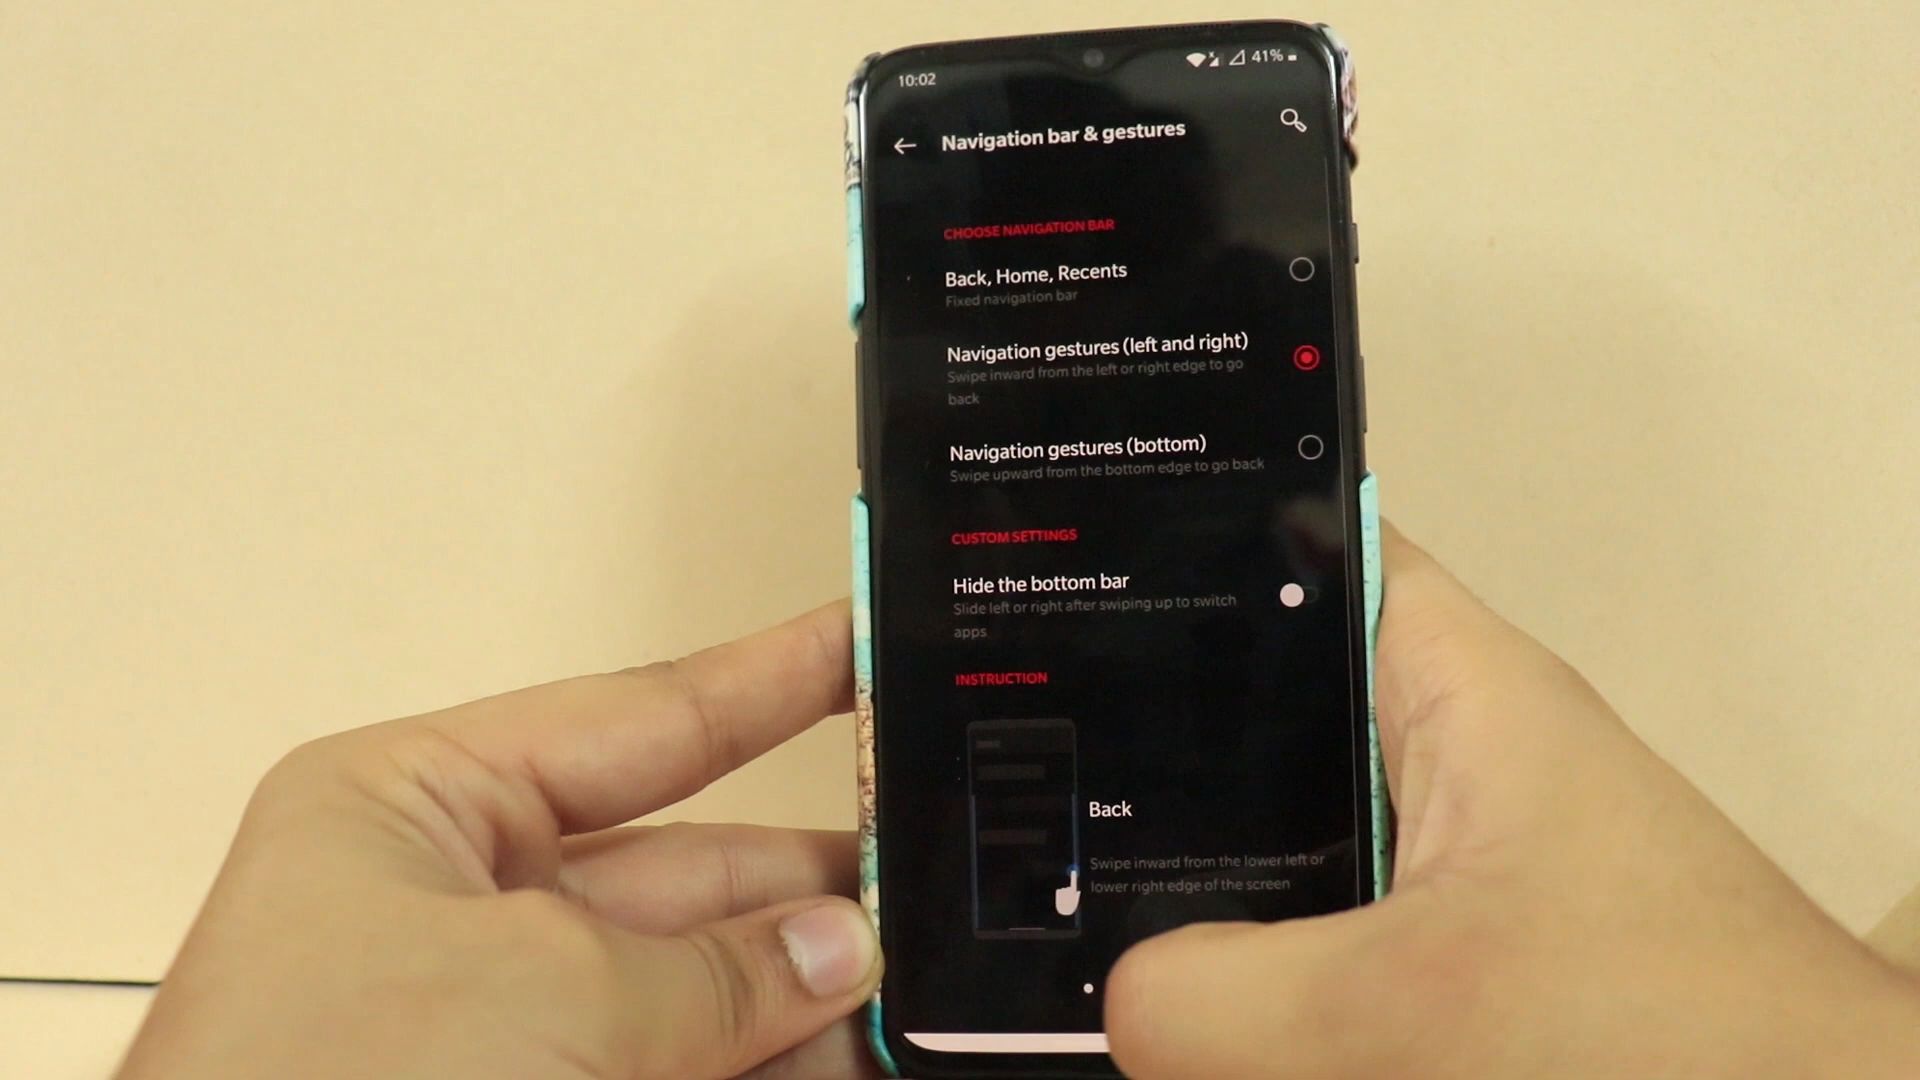 10:02
41%
Navigation bar & gestures
CHOOSE NAVIGATION BAR
Back, Home, Recents
Fixed navigation bar
Navigation gestures (left and right)
Swipe inward from the left or right edge to go
back
Navigation gestures (bottom)
Swipe upward from the bottom edge to go back
CUSTOM SETTINGS
Hide the bottom bar
Slide left or right after swiping up to switch
apps
INSTRUCTION
Back
Swipe inward from the lower left or
lower right edge of the screen